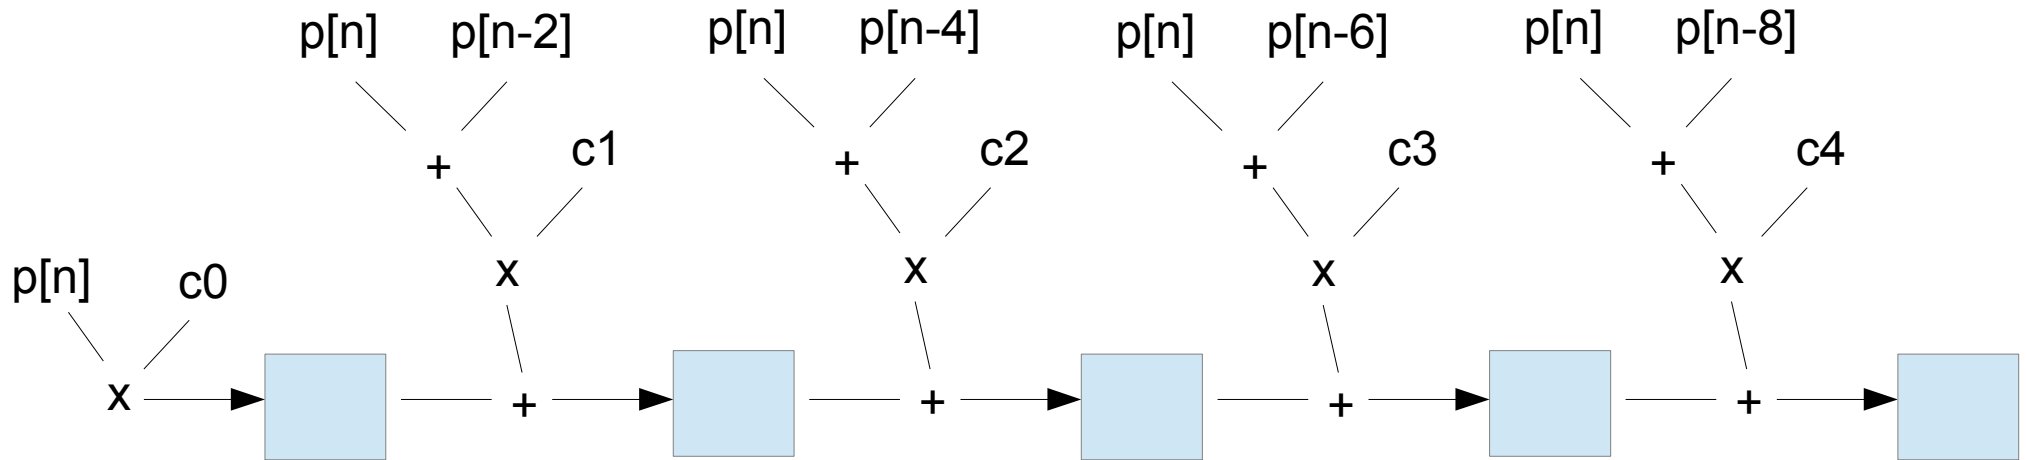 p[n] p[n-2] p[n] p[n-4] p[n] p[n-6] p[n] p[n-8]
+ c1 + c2 + c3 + c4
p[n] c0 x x x x
x + + + +